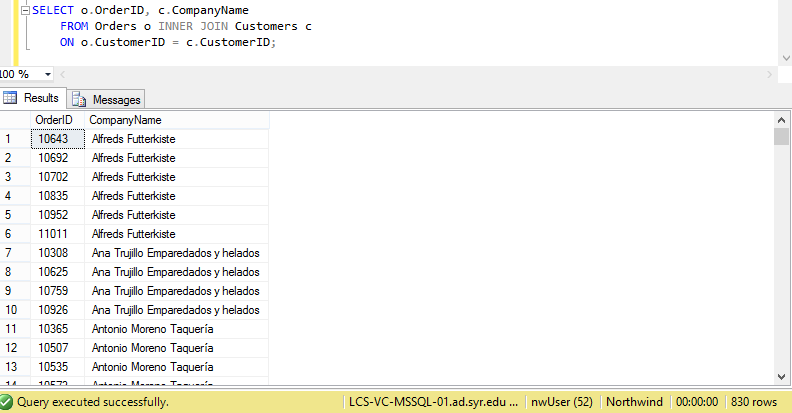 SELECT o.OrderID, c.CompanyName
FROM Orders o INNER JOIN Customers c
ON o.CustomerID = c.CustomerID;
100 %
Results Messages
OrderID CompanyName
1 10643 Alfreds Futterkiste
2 10692 Alfreds Futterkiste
3 10702 Alfreds Futterkiste
4 10835 Alfreds Futterkiste
5 10952 Alfreds Futterkiste
6 11011 Alfreds Futterkiste
7 10308 Ana Trujillo Emparedados y helados
8 10625 Ana Trujillo Emparedados y helados
9 10759 Ana Trujillo Emparedados y helados
10 10926 Ana Trujillo Emparedados y helados
11 10365 Antonio Moreno Taquería
12 10507 Antonio Moreno Taquería
13 10535 Antonio Moreno Taquería
14 10573 Antonio Moreno Taquería
Query executed successfully. LCS-VC-MSSQL-01.ad.syr.edu ... nwUser (52) Northwind 00:00:00 830 rows